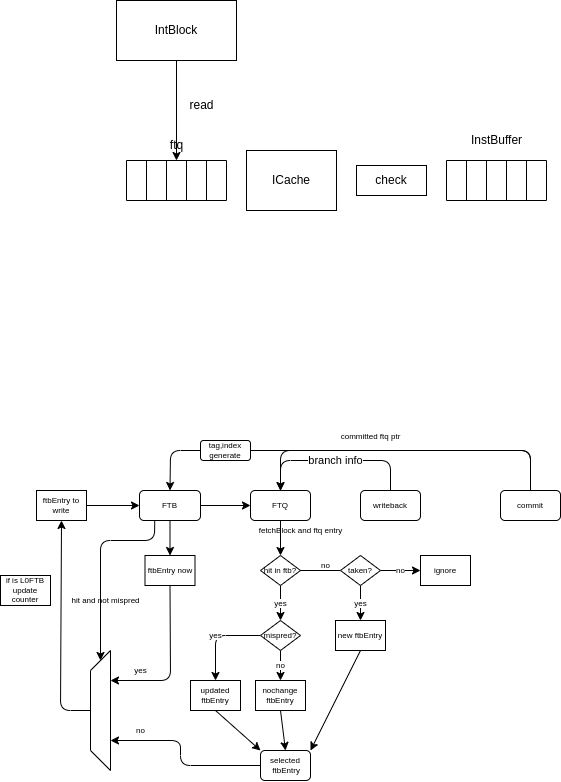 IntBlock
read
ftq
InstBuffer
ICache
check
committed ftq ptr
tag,index
generate
branch info
ftbEntry to
write
FTB
FTQ
writeback
commit
fetchBlock and ftq entry
ftbEntry now
hit in ftb?
no
taken?
no
ignore
if is L0FTB
update
counter
hit and not mispred
yes
yes
yes
mispred?
new ftbEntry
no
yes
updated
ftbEntry
nochange
ftbEntry
no
selected
ftbEntry